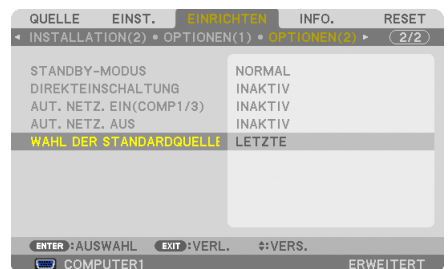 QUELLE EINST. EINRICHTEN INFO. RESET
◄ INSTALLATION(2) • OPTIONEN(1) • OPTIONEN(2) ► 2/2
STANDBY-MODUS NORMAL
DIREKTEINSCHALTUNG INAKTIV
AUT. NETZ. EIN(COMP1/3) INAKTIV
AUT. NETZ. AUS INAKTIV
WAHL DER STANDARDQUELLE LETZTE
ENTER :AUSWAHL EXIT :VERL. ♦:VERS.
COMPUTER1 ERWEITERT